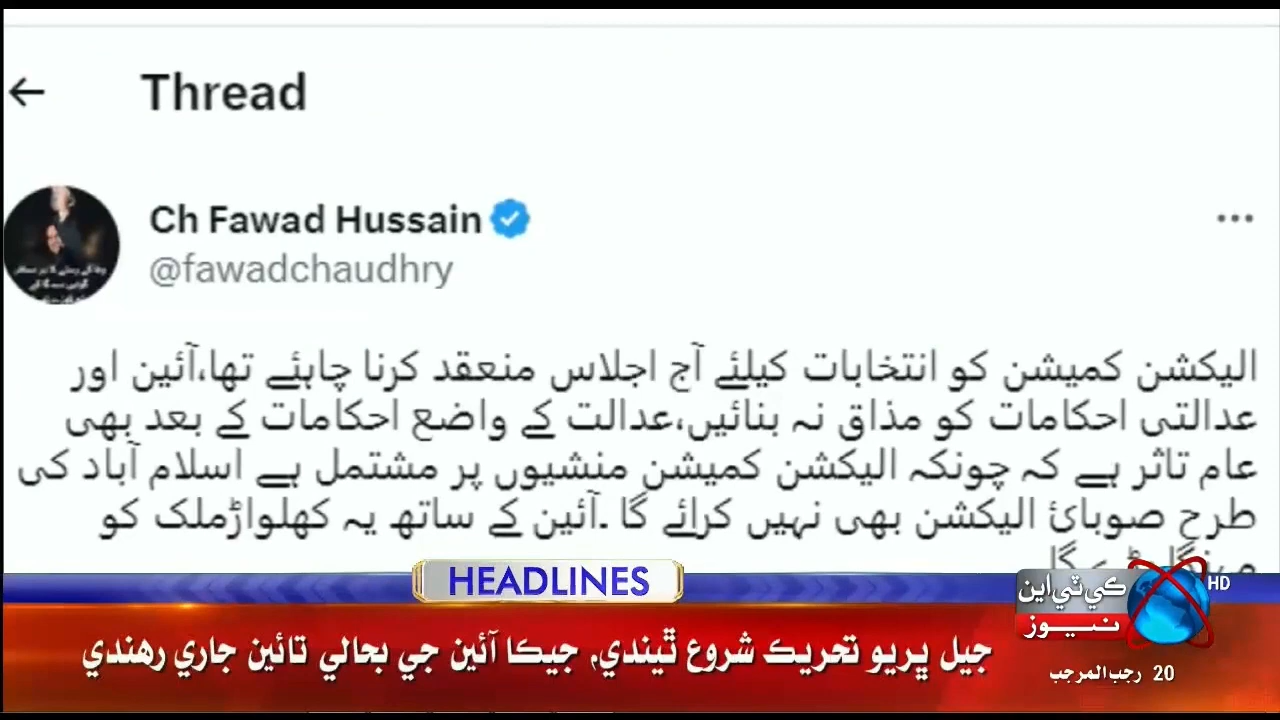 Thread
Ch Fawad Hussain
@fawadchaudhry
الیکشن کمیشن کو انتخابات کیلئے آج اجلاس منعقد کرنا چاہئے تھا،آئین اور
عدالتی احکامات کو مذاق نہ بنائیں،عدالت کے واضع احکامات کے بعد بھی
عام تاثر ہے کہ چونکہ الیکشن کمیشن منشیوں پر مشتمل ہے اسلام آباد کی
طرح صوبائ الیکشن بھی نہیں کرائے گا ۔آئین کے ساتھ یہ کھلواڑملک کو
HEADLINES
ڪي ٽي اين HD
نيـــوز
جيل ڀريو تحريڪ شروع ٿيندي، جيڪا آئين جي بحالي تائين جاري رهندي
20 رجب المرجب